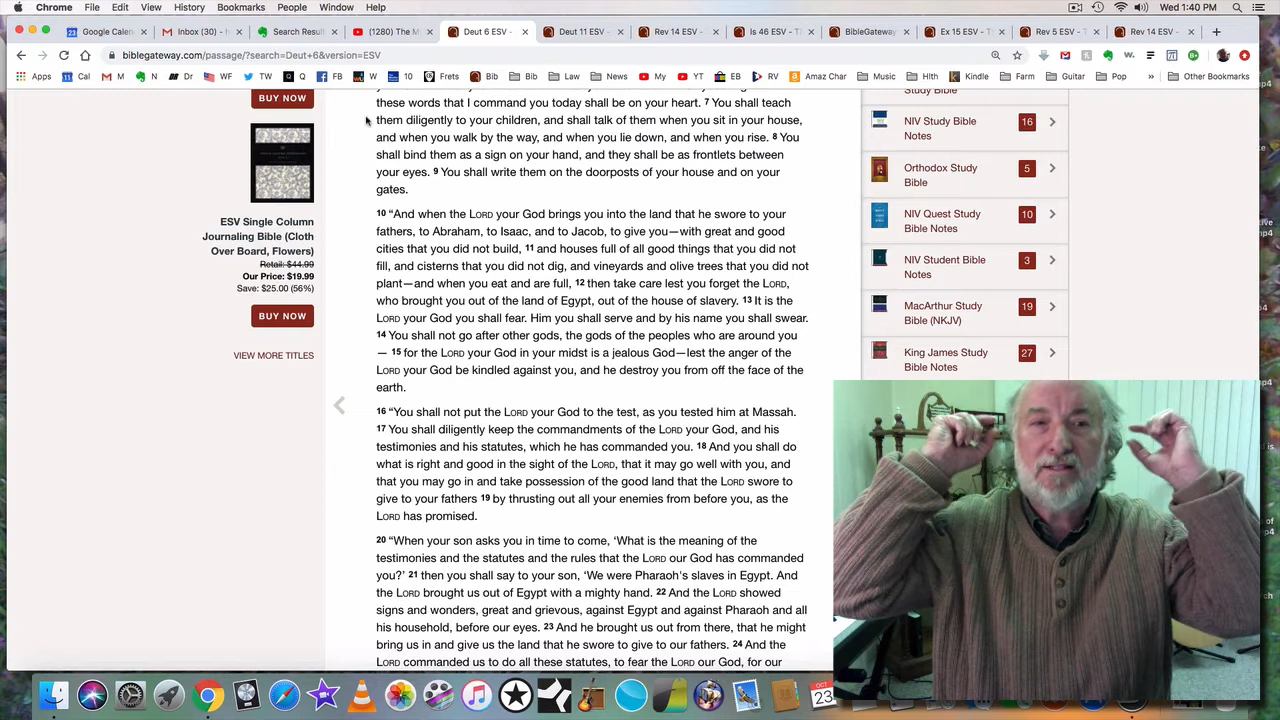 Chrome File Edit View History Bookmarks People Window Help Wed 1:40 PM
Google Calen Inbox (30) - Search Result (1280) The M Deut 6 ESV - Deut 11 ESV - Rev 14 ESV - Is 46 ESV - T BibleGateway Ex 15 ESV - T Rev 5 ESV - T Rev 14 ESV -
biblegateway.com/passage/?search=Deut+6&version=ESV
Apps Cal M N Dr WF TW Q FB W 10 Frets Bib Bib Law News My YT EB RV Amaz Char Music Hlth Kindle Farm Guitar Pop » Other Bookmarks
BUY NOW
ESV Single Column
Journaling Bible (Cloth
Over Board, Flowers)
Retail: $44.99
Our Price: $19.99
Save: $25.00 (56%)
BUY NOW
VIEW MORE TITLES
these words that I command you today shall be on your heart. 7 You shall teach
them diligently to your children, and shall talk of them when you sit in your house,
and when you walk by the way, and when you lie down, and when you rise. 8 You
shall bind them as a sign on your hand, and they shall be as frontlets between
your eyes. 9 You shall write them on the doorposts of your house and on your
gates.
10 “And when the LORD your God brings you into the land that he swore to your
fathers, to Abraham, to Isaac, and to Jacob, to give you—with great and good
cities that you did not build, 11 and houses full of all good things that you did not
fill, and cisterns that you did not dig, and vineyards and olive trees that you did not
plant—and when you eat and are full, 12 then take care lest you forget the LORD,
who brought you out of the land of Egypt, out of the house of slavery. 13 It is the
LORD your God you shall fear. Him you shall serve and by his name you shall swear.
14 You shall not go after other gods, the gods of the peoples who are around you
— 15 for the LORD your God in your midst is a jealous God—lest the anger of the
LORD your God be kindled against you, and he destroy you from off the face of the
earth.
16 “You shall not put the LORD your God to the test, as you tested him at Massah.
17 You shall diligently keep the commandments of the LORD your God, and his
testimonies and his statutes, which he has commanded you. 18 And you shall do
what is right and good in the sight of the LORD, that it may go well with you, and
that you may go in and take possession of the good land that the LORD swore to
give to your fathers 19 by thrusting out all your enemies from before you, as the
LORD has promised.
20 “When your son asks you in time to come, ‘What is the meaning of the
testimonies and the statutes and the rules that the LORD our God has commanded
you?’ 21 then you shall say to your son, ‘We were Pharaoh's slaves in Egypt. And
the LORD brought us out of Egypt with a mighty hand. 22 And the LORD showed
signs and wonders, great and grievous, against Egypt and against Pharaoh and all
his household, before our eyes. 23 And he brought us out from there, that he might
bring us in and give us the land that he swore to give to our fathers. 24 And the
LORD commanded us to do all these statutes, to fear the LORD our God, for our
Study Bible
NIV Study Bible
Notes
16
Orthodox Study
Bible
5
NIV Quest Study
Bible Notes
10
NIV Student Bible
Notes
3
MacArthur Study
Bible (NKJV)
19
King James Study
Bible Notes
27
OCT
23